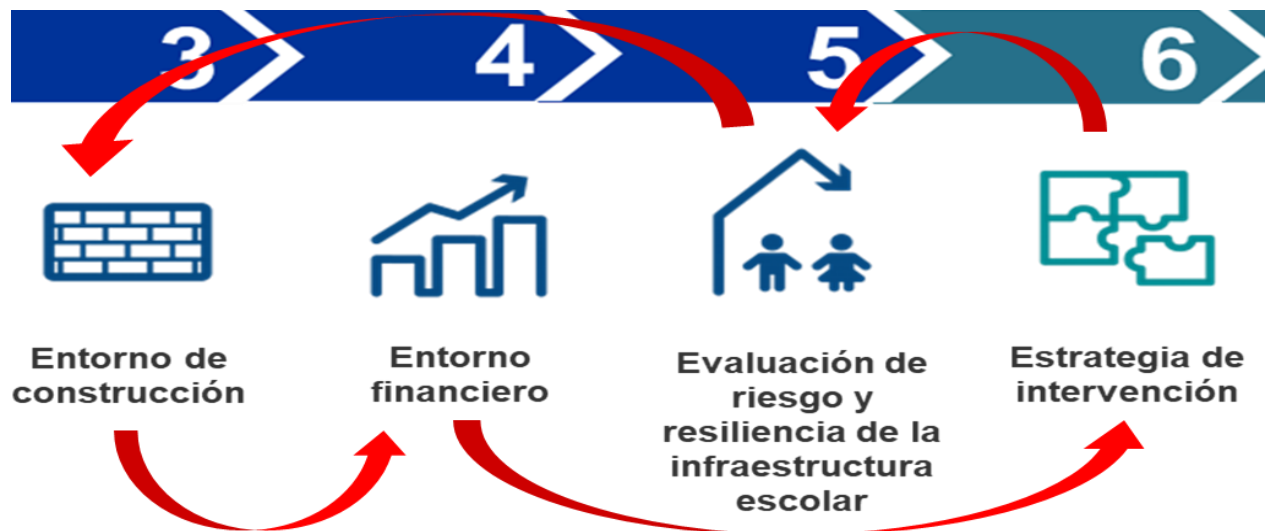 3
4
5
6
Entorno de
construcción
Entorno
financiero
Evaluación de
riesgo y
resiliencia de la
infraestructura
escolar
Estrategia de
intervención